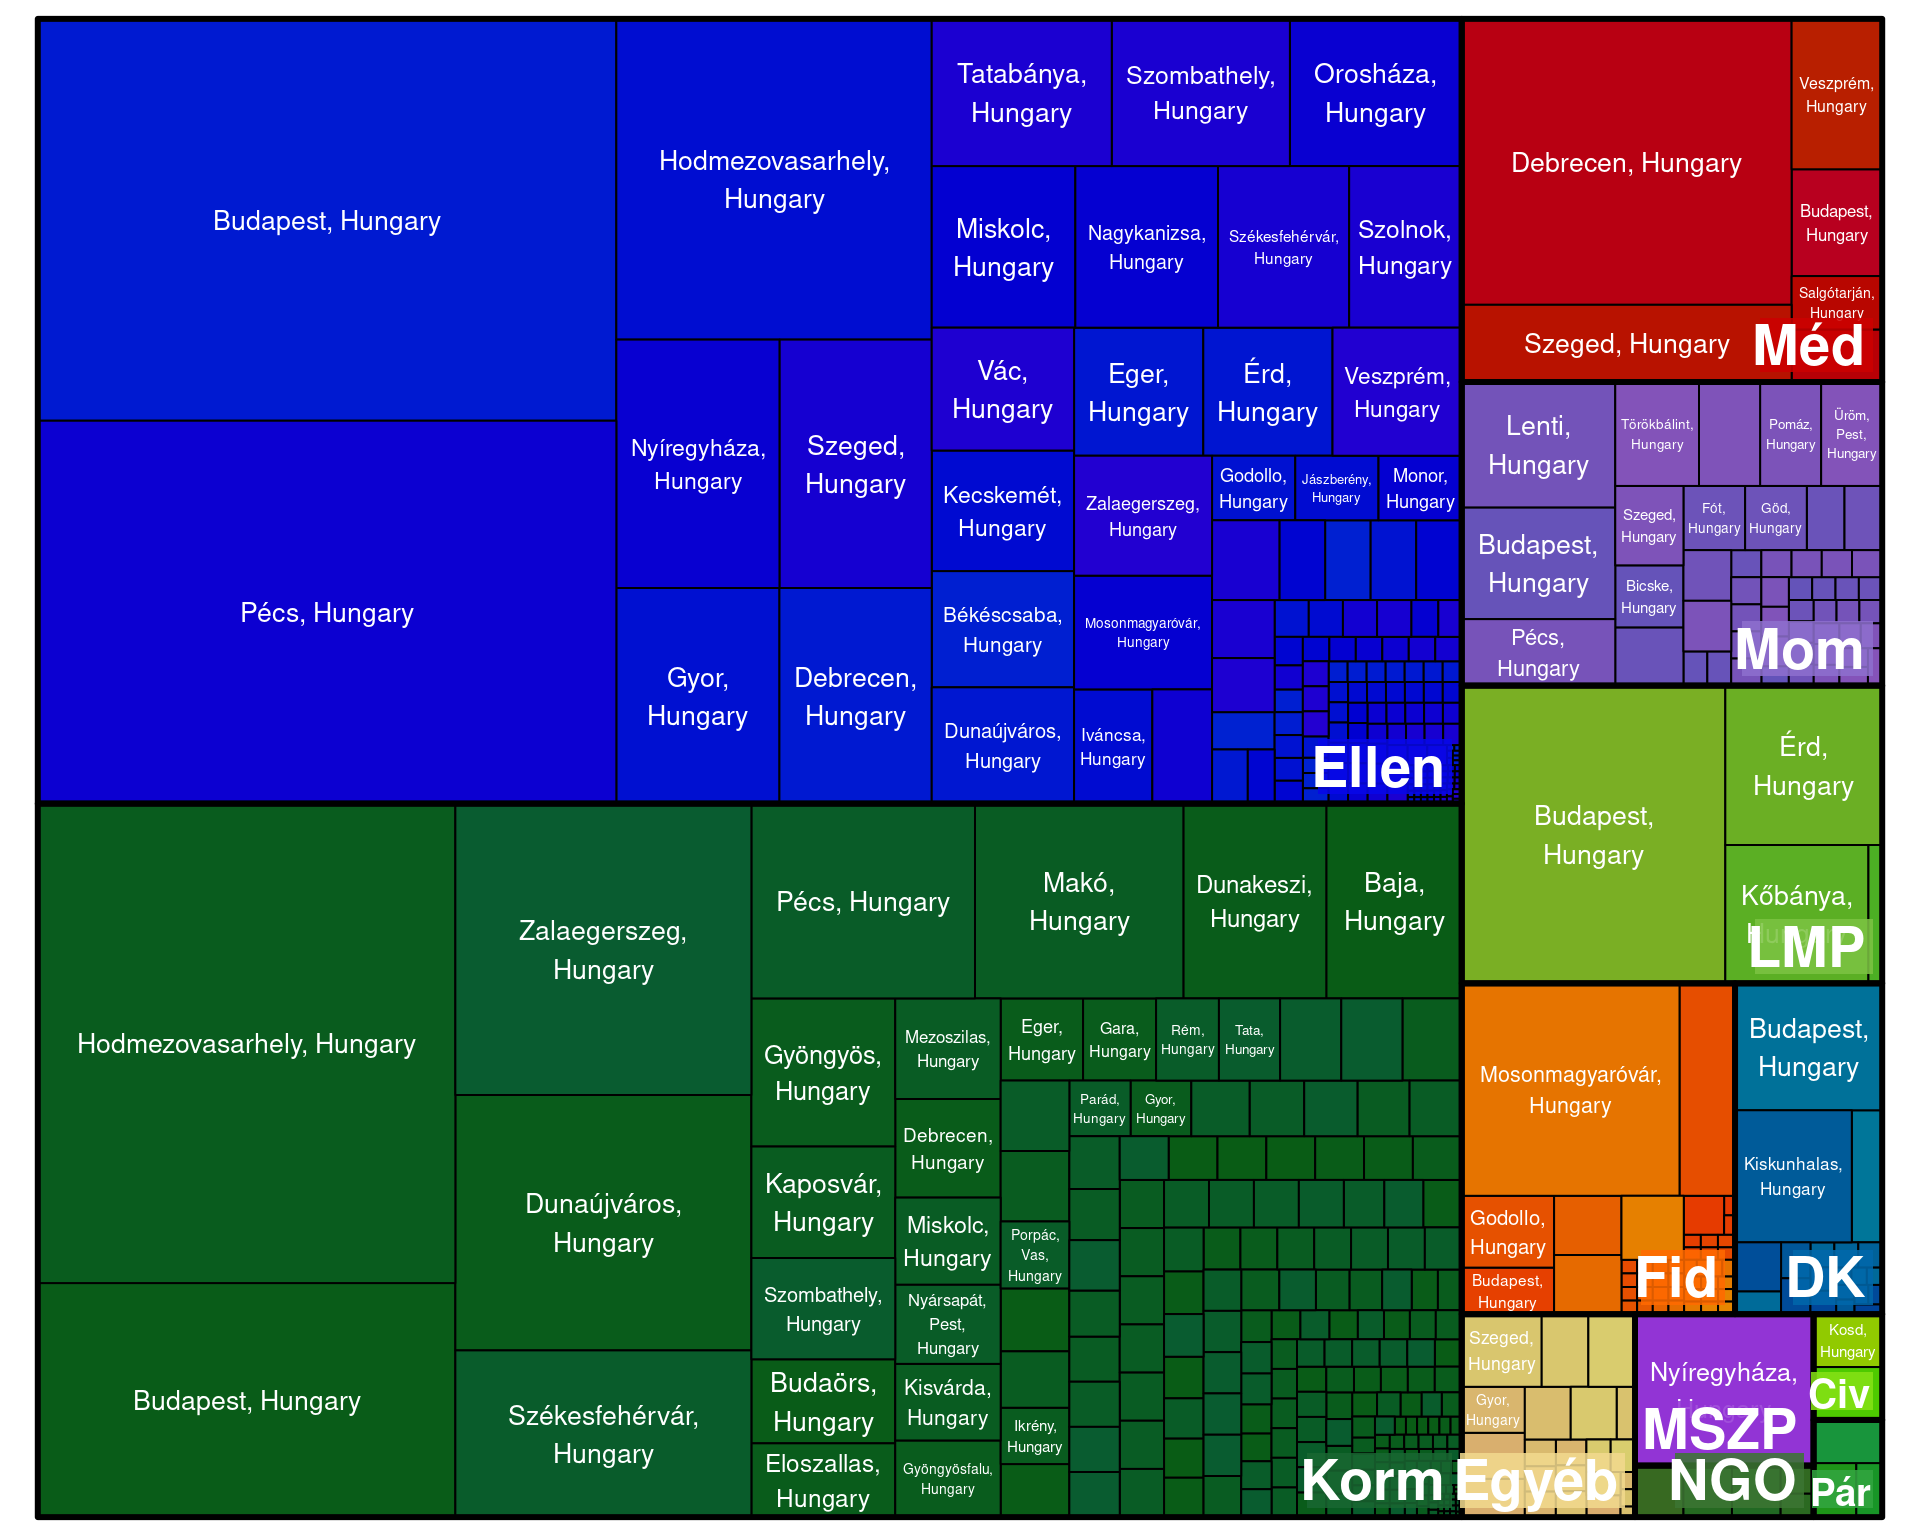 Budapest, Hungary
Pécs, Hungary
Hodmezovasarhely,
Hungary
Nyíregyháza,
Hungary
Szeged,
Hungary
Gyor,
Hungary
Debrecen,
Hungary
Tatabánya,
Hungary
Szombathely,
Hungary
Orosháza,
Hungary
Miskolc,
Hungary
Nagykanizsa,
Hungary
Székesfehérvár,
Hungary
Szolnok,
Hungary
Vác,
Hungary
Eger,
Hungary
Érd,
Hungary
Veszprém,
Hungary
Kecskemét,
Hungary
Békéscsaba,
Hungary
Dunaújváros,
Hungary
Zalaegerszeg,
Hungary
Mosonmagyaróvár,
Hungary
Iváncsa,
Hungary
Godollo,
Hungary
Jászberény,
Hungary
Monor,
Hungary
Ellen
Hodmezovasarhely, Hungary
Budapest, Hungary
Zalaegerszeg,
Hungary
Dunaújváros,
Hungary
Székesfehérvár,
Hungary
Pécs, Hungary
Makó,
Hungary
Dunakeszi,
Hungary
Baja,
Hungary
Gyöngyös,
Hungary
Kaposvár,
Hungary
Szombathely,
Hungary
Budaörs,
Hungary
Eloszallas,
Hungary
Mezoszilas,
Hungary
Debrecen,
Hungary
Miskolc,
Hungary
Nyársapát,
Pest,
Hungary
Kisvárda,
Hungary
Gyöngyösfalu,
Hungary
Eger,
Hungary
Gara,
Hungary
Rém,
Hungary
Tata,
Hungary
Parád,
Hungary
Gyor,
Hungary
Porpác,
Vas,
Hungary
Ikrény,
Hungary
Korm
Debrecen, Hungary
Szeged, Hungary
Veszprém,
Hungary
Budapest,
Hungary
Salgótarján,
Hungary
Méd
Lenti,
Hungary
Budapest,
Hungary
Pécs,
Hungary
Törökbálint,
Hungary
Pomáz,
Hungary
Üröm,
Pest,
Hungary
Szeged,
Hungary
Fót,
Hungary
Göd,
Hungary
Bicske,
Hungary
Mom
Budapest,
Hungary
Érd,
Hungary
Kőbánya,
Hungary
LMP
Mosonmagyaróvár,
Hungary
Godollo,
Hungary
Budapest,
Hungary
Fid
Budapest,
Hungary
Kiskunhalas,
Hungary
DK
Szeged,
Hungary
Gyor,
Hungary
Egyéb
Nyíregyháza,
Hungary
MSZP
NGO
Kosd,
Hungary
Civ
Pár